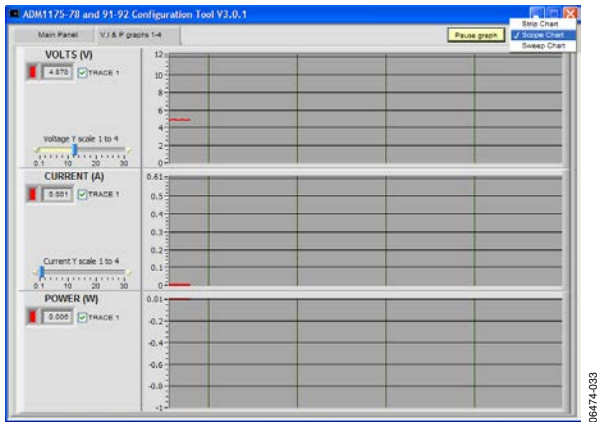 ADM1175-78 and 91-92 Configuration Tool V3.0.1
Main Panel
V,I & P graphs 1-4
Pause graph
Strip Chart
Scope Chart
Sweep Chart
VOLTS (V)
4.870
TRACE 1
Voltage Y scale 1 to 4
0.1 10 20 30
12
10
8
6
4
2
0
CURRENT (A)
0.001
TRACE 1
Current Y scale 1 to 4
0.1 10 20 30
0.61
0.5
0.4
0.3
0.2
0.1
0
POWER (W)
0.006
TRACE 1
0.01
-0.2
-0.4
-0.6
-0.8
-1
06474-033